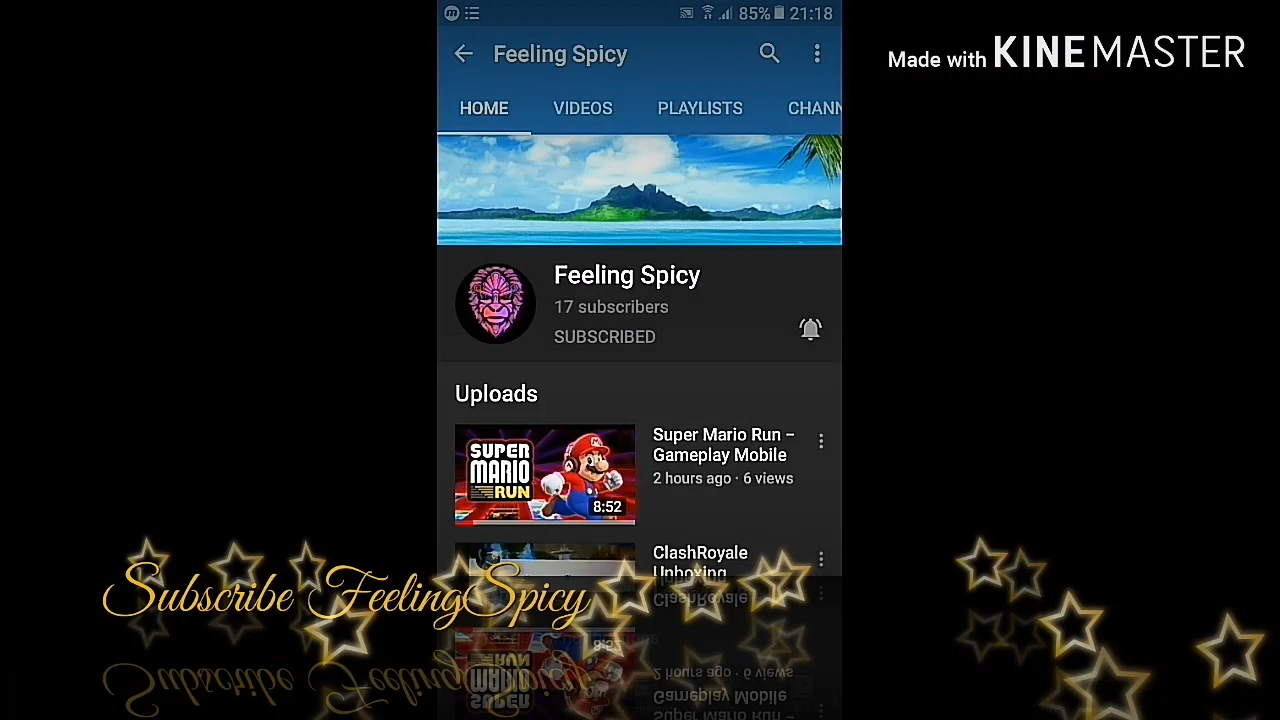 85% 21:18
Made with KINEMASTER
Feeling Spicy
HOME VIDEOS PLAYLISTS CHANN
Feeling Spicy
17 subscribers
SUBSCRIBED
Uploads
SUPER
MARIO
RUN
8:52
Super Mario Run –
Gameplay Mobile
2 hours ago · 6 views
ClashRoyale
Unboxing
Subscribe FeelingSpicy